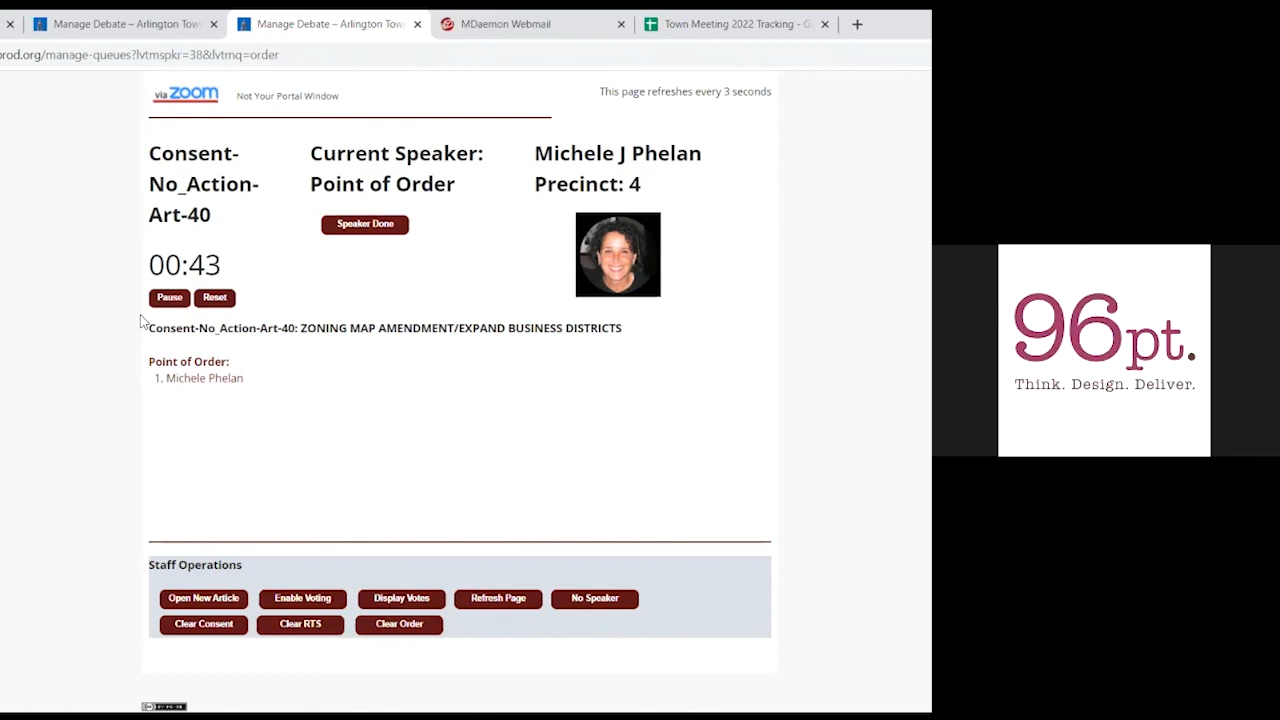 Manage Debate – Arlington Tow
Manage Debate – Arlington Tow
MDaemon Webmail
Town Meeting 2022 Tracking - G
prod.org/manage-queues?lvtmspkr=38&lvtmq=order
via zoom
Not Your Portal Window
This page refreshes every 3 seconds
Consent-
No_Action-
Art-40
Current Speaker:
Point of Order
Michele J Phelan
Precinct: 4
Speaker Done
00:43
Pause
Reset
Consent-No_Action-Art-40: ZONING MAP AMENDMENT/EXPAND BUSINESS DISTRICTS
Point of Order:
1. Michele Phelan
Staff Operations
Open New Article
Enable Voting
Display Votes
Refresh Page
No Speaker
Clear Consent
Clear RTS
Clear Order
96pt.
Think. Design. Deliver.